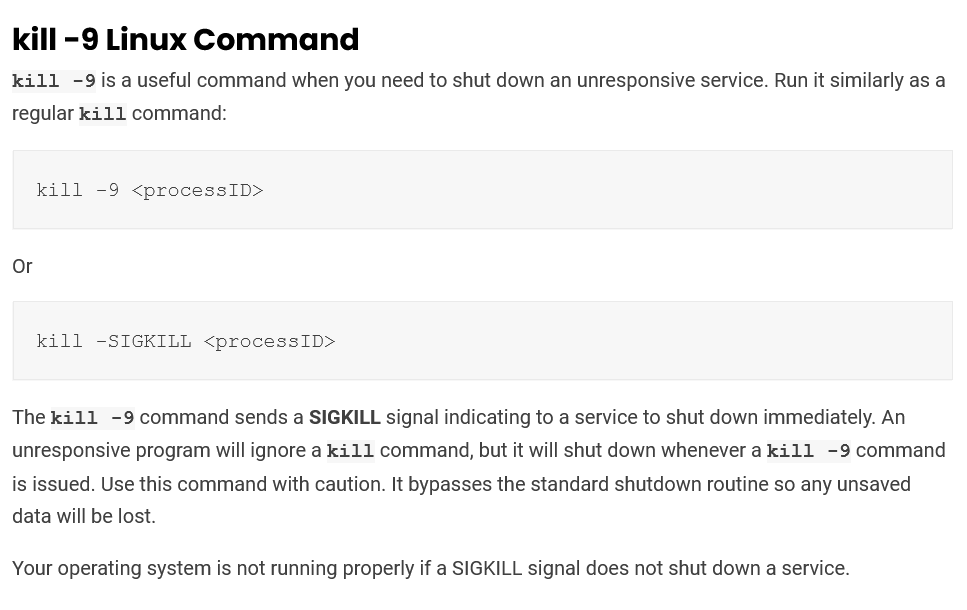 kill -9 Linux Command
kill -9 is a useful command when you need to shut down an unresponsive service. Run it similarly as a
regular kill command:
kill -9 <processID>
Or
kill -SIGKILL <processID>
The kill -9 command sends a SIGKILL signal indicating to a service to shut down immediately. An
unresponsive program will ignore a kill command, but it will shut down whenever a kill -9 command
is issued. Use this command with caution. It bypasses the standard shutdown routine so any unsaved
data will be lost.
Your operating system is not running properly if a SIGKILL signal does not shut down a service.